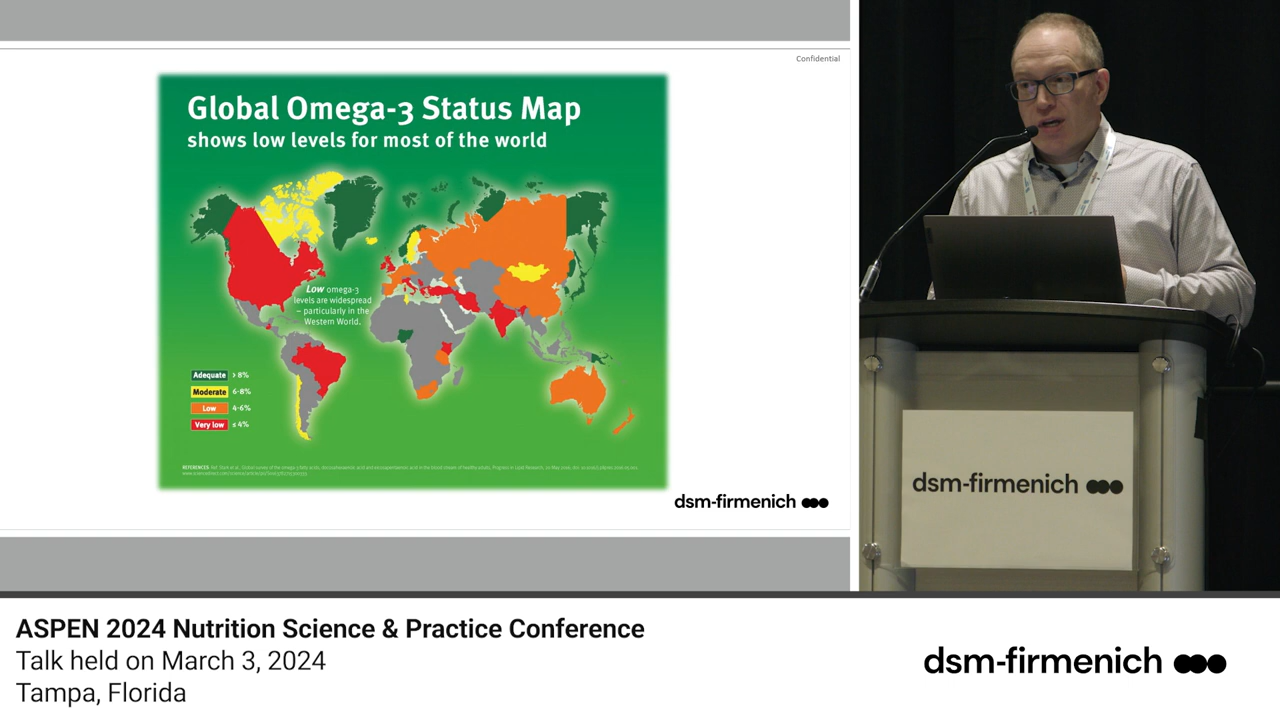 Confidential
Global Omega-3 Status Map
shows low levels for most of the world
Low omega-3
levels are widespread
– particularly in the
Western World.
Adequate > 8%
Moderate 6-8%
Low 4-6%
Very low ≤ 4%
REFERENCES
dsm-firmenich
dsm-firmenich
ASPEN 2024 Nutrition Science & Practice Conference
Talk held on March 3, 2024
Tampa, Florida
dsm-firmenich